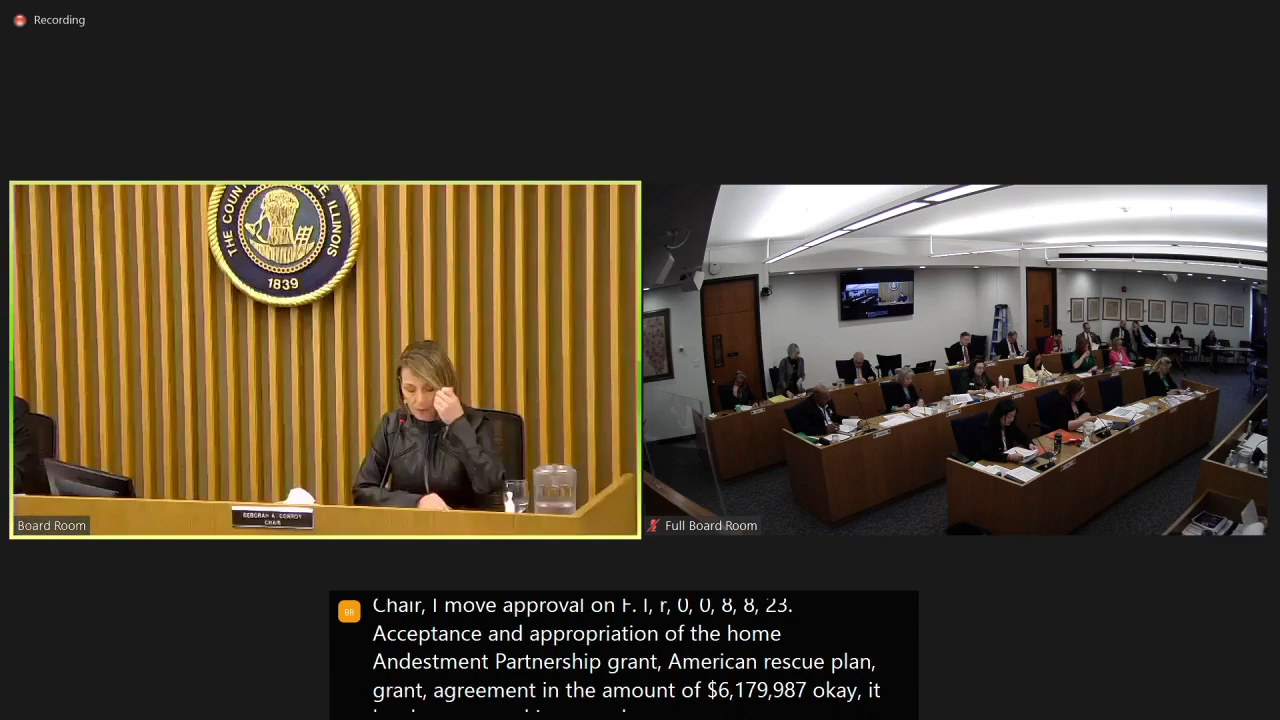 Recording
THE COUN
E, ILLINOIS
1839
DEBORAH A. CONROY
CHAIR
Board Room
Full Board Room
BR
Chair, I move approval on F. I, r, 0, 0, 8, 8, 23.
Acceptance and appropriation of the home
Andestment Partnership grant, American rescue plan,
grant, agreement in the amount of $6,179,987 okay, it